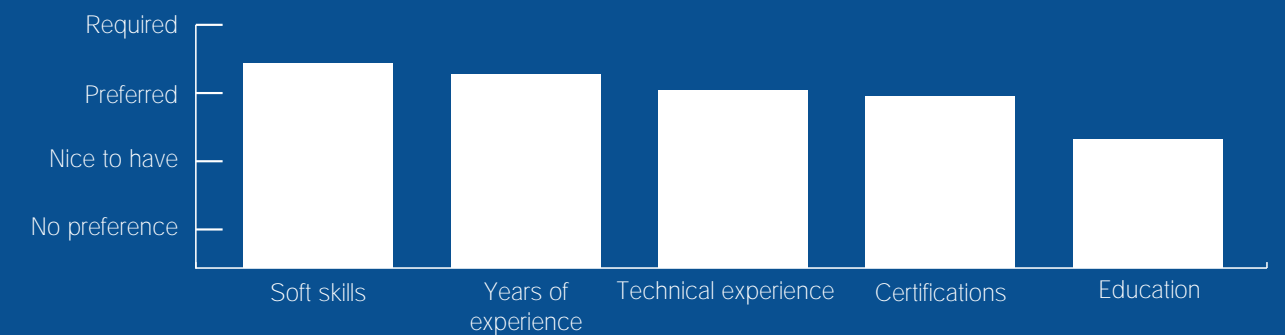 Required
Preferred
Nice to have
No preference
Soft skills
Years of
experience
Technical experience
Certifications
Education